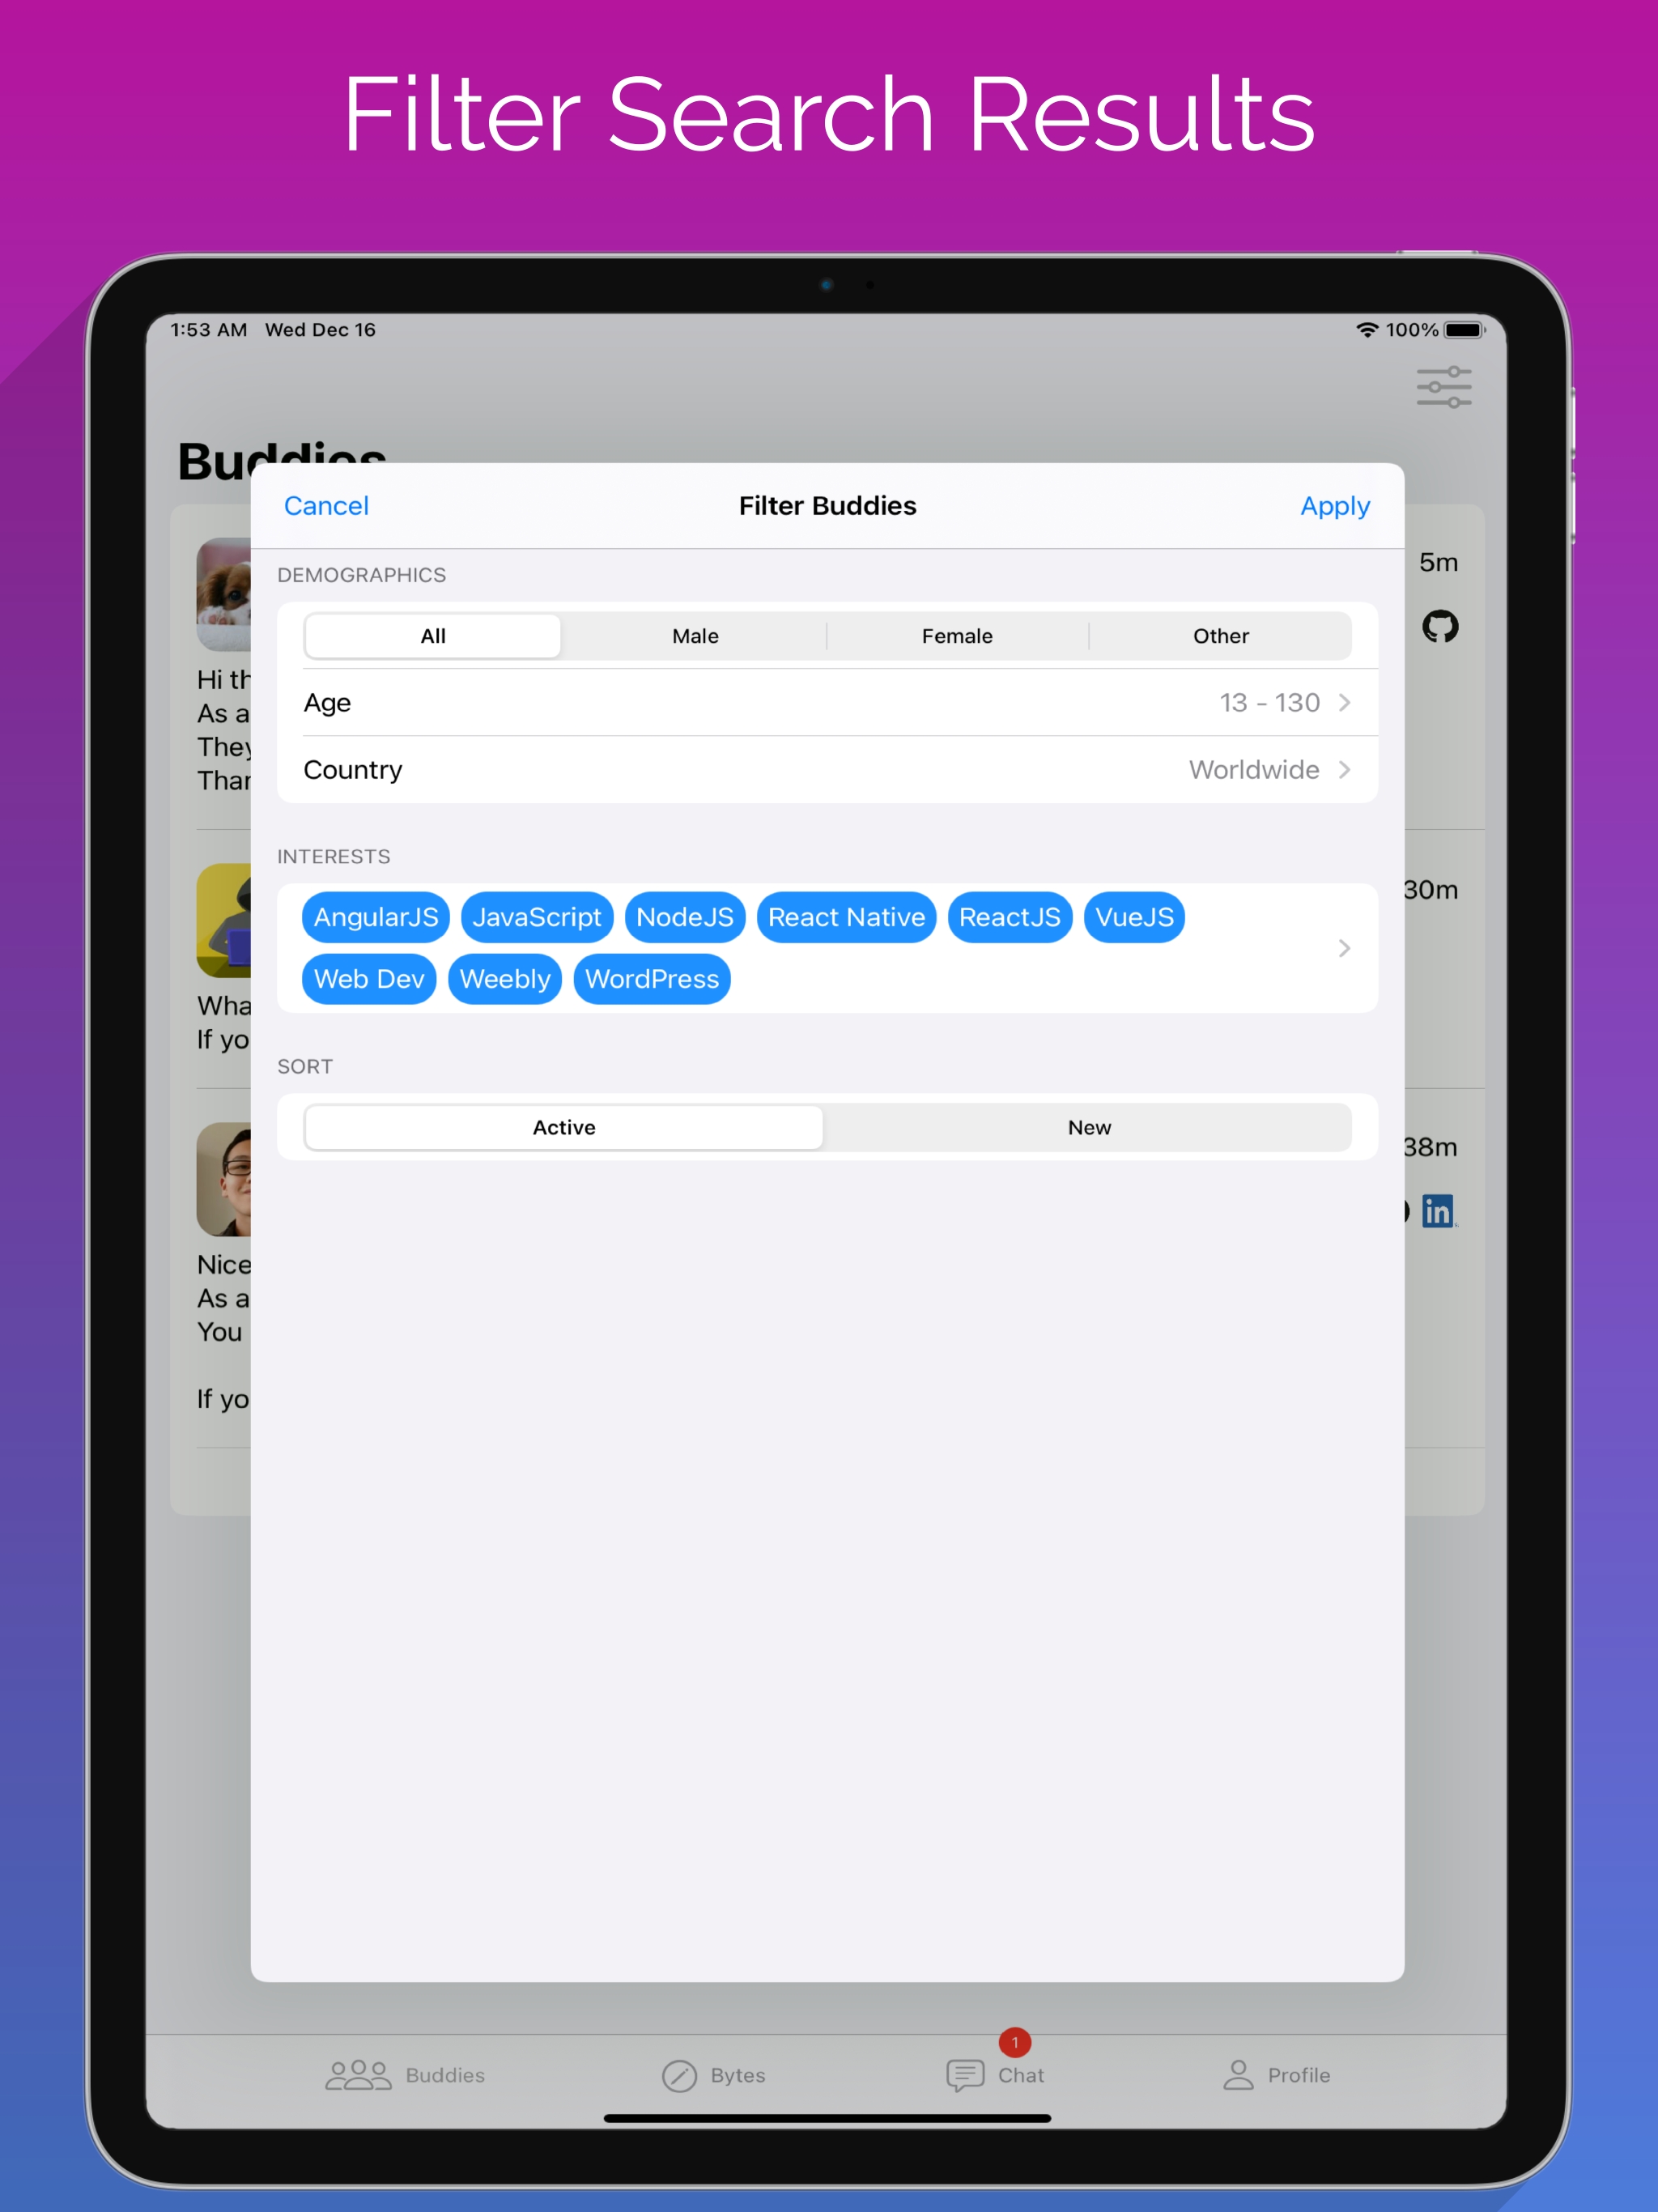 Filter Search Results
1:53 AM Wed Dec 16
100%
Buddies
Cancel Filter Buddies Apply
DEMOGRAPHICS
5m
All Male Female Other
Hi th
Age 13 - 130
As a
They
Country Worldwide
Than
INTERESTS
30m
AngularJS JavaScript NodeJS React Native ReactJS VueJS
Web Dev Weebly WordPress
Wha
If yo
SORT
Active New
38m
in
Nice
As a
You
If yo
1
Buddies Bytes Chat Profile